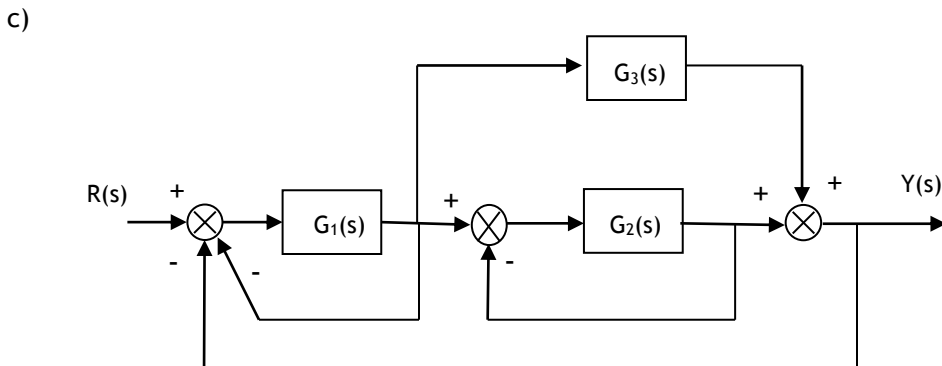 c)
G₃(s)
R(s)
+
G₁(s)
+
G₂(s)
+
+
Y(s)
-
-
-